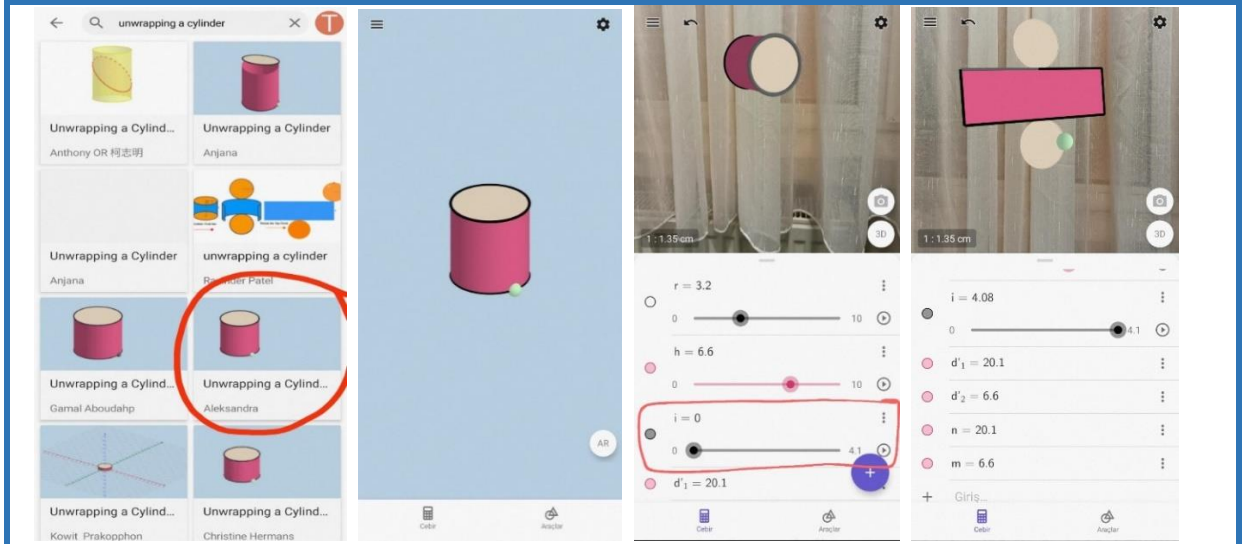 unwrapping a cylinder
T
Unwrapping a Cylind...
Anthony OR 柯志明
Unwrapping a Cylinder
Anjana
Unwrapping a Cylinder
Anjana
unwrapping a cylinder
Ravinder Patel
Unwrapping a Cylind...
Gamal Aboudahp
Unwrapping a Cylind...
Aleksandra
Unwrapping a Cylind...
Kowit Prakopphon
Unwrapping a Cylind...
Christine Hermans
AR
Cebir
Araçlar
1 : 1.35 cm
3D
r = 3.2
0
10
h = 6.6
0
10
i = 0
0
4.1
+
d'₁ = 20.1
Cebir
Araçlar
1 : 1.35 cm
3D
i = 4.08
0
4.1
d'₁ = 20.1
d'₂ = 6.6
n = 20.1
m = 6.6
+ Giriş...
Cebir
Araçlar